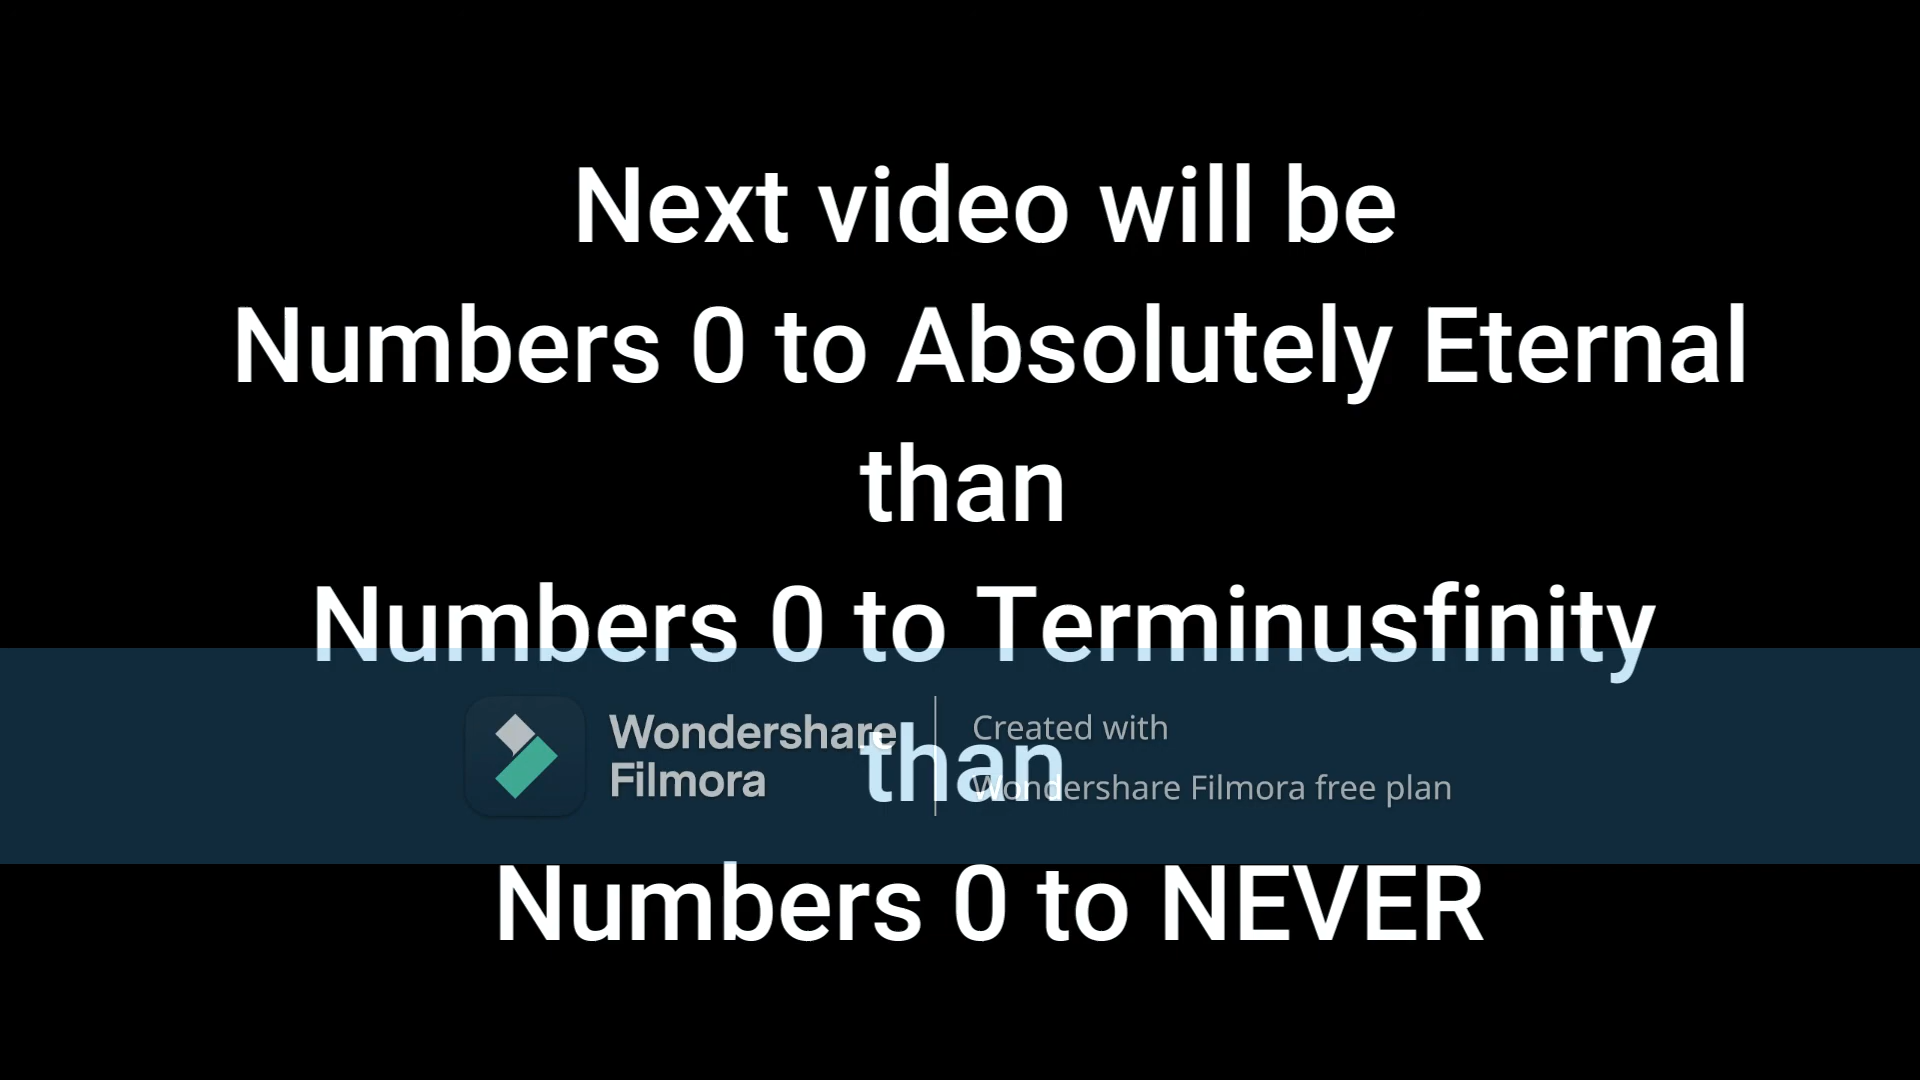 Next video will be
Numbers 0 to Absolutely Eternal
than
Numbers 0 to Terminusfinity
than
Wondershare
Filmora
Created with
Wondershare Filmora free plan
Numbers 0 to NEVER